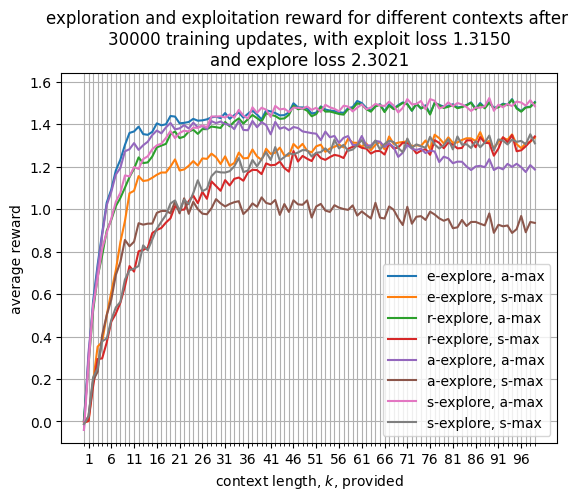 exploration and exploitation reward for different contexts after
30000 training updates, with exploit loss 1.3150
and explore loss 2.3021
1.6
1.4
1.2
1.0
0.8
0.6
0.4
0.2
0.0
average reward
e-explore, a-max
e-explore, s-max
r-explore, a-max
r-explore, s-max
a-explore, a-max
a-explore, s-max
s-explore, a-max
s-explore, s-max
1 6 11 16 21 26 31 36 41 46 51 56 61 66 71 76 81 86 91 96
context length, k, provided